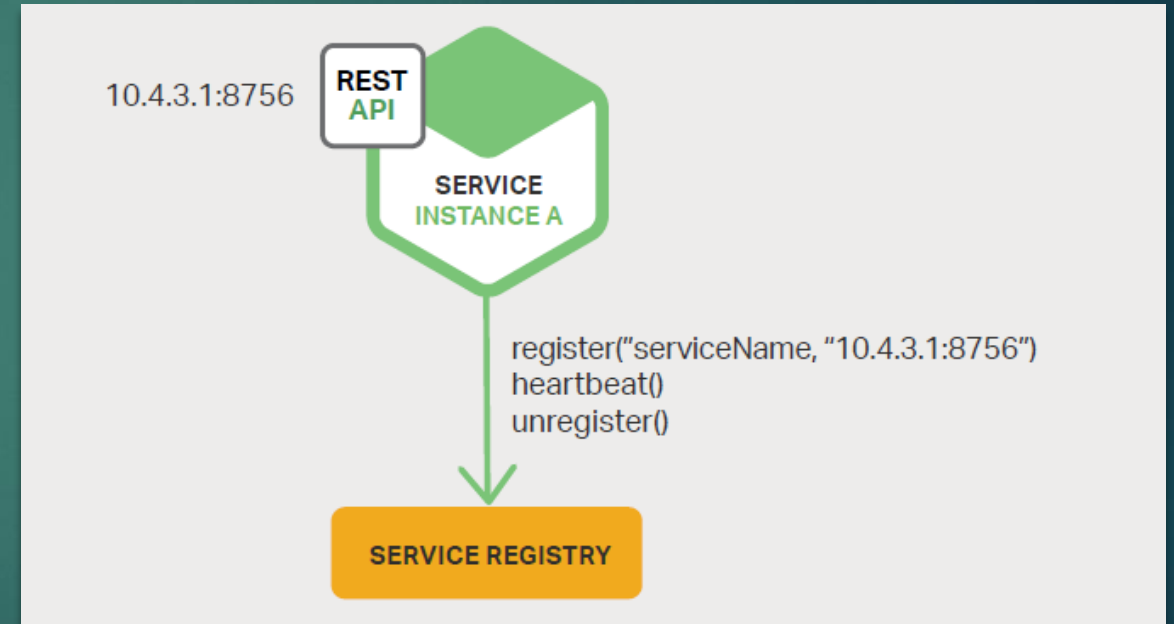 10.4.3.1:8756
REST
API
SERVICE
INSTANCE A
register("serviceName, "10.4.3.1:8756")
heartbeat()
unregister()
SERVICE REGISTRY